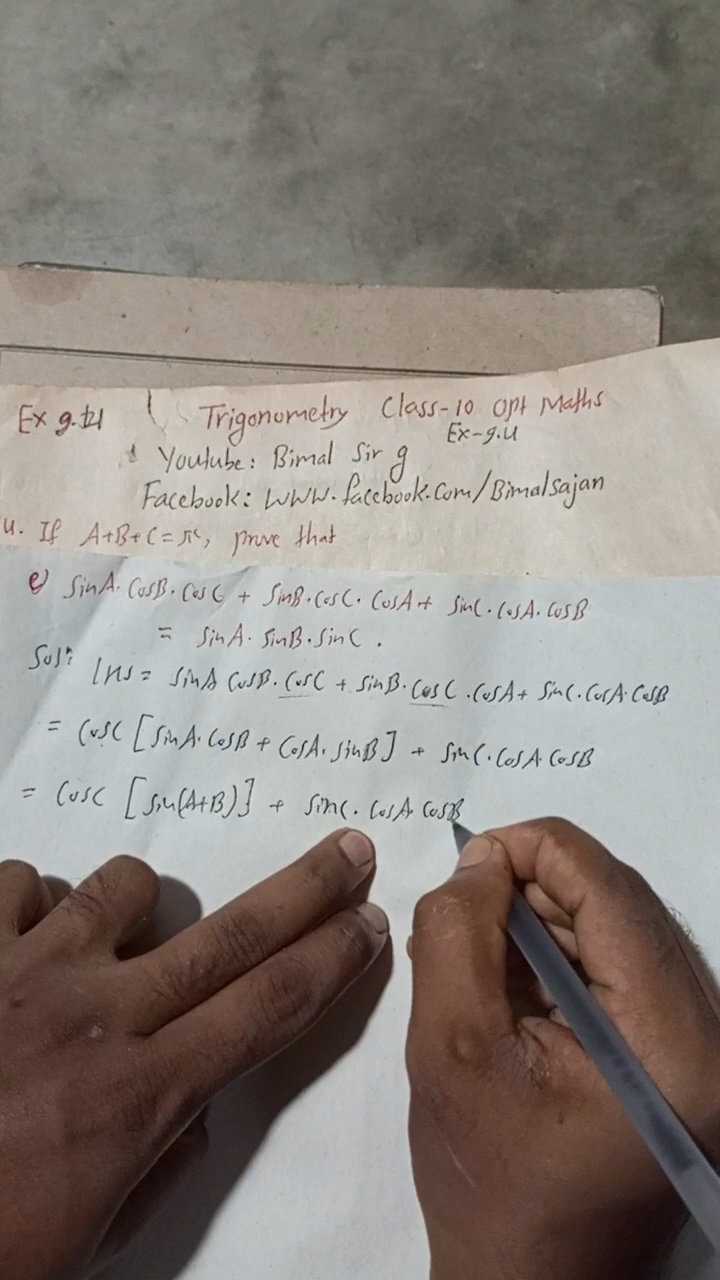 Ex 9.4 Trigonometry Class-10 Opt Maths
Ex-9.4
Youtube: Bimal Sir g
Facebook: WWW.facebook.Com/Bimalsajan
4. If A+B+C=πᶜ, prove that
e) SinA.CosB.CosC + SinB.CosC.CosA + SinC.CosA.CosB
= SinA.SinB.SinC.
Solⁿ: LHS = SinA CosB.CosC + SinB.CosC.CosA + SinC.CosA.CosB
= CosC [SinA.CosB + CosA.SinB] + SinC.CosA.CosB
= CosC [Sin(A+B)] + SinC.CosA.CosB